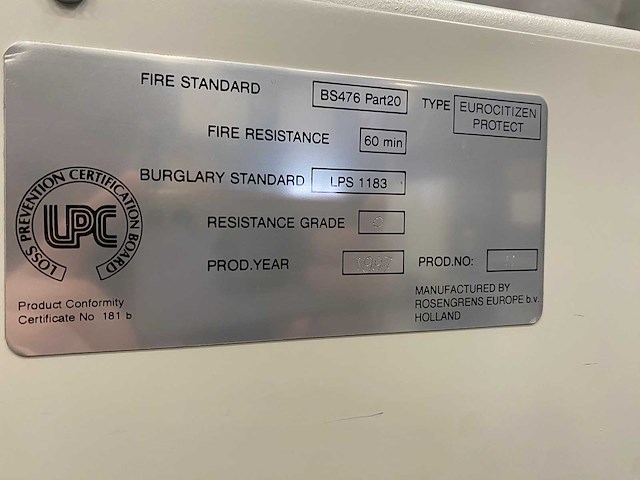 FIRE STANDARD BS476 Part20 TYPE EUROCITIZEN PROTECT
FIRE RESISTANCE 60 min
BURGLARY STANDARD LPS 1183
RESISTANCE GRADE
PROD.YEAR 1997 PROD.NO:
LOSS PREVENTION CERTIFICATION BOARD
LPC
Product Conformity
Certificate No 181 b
MANUFACTURED BY
ROSENGRENS EUROPE b.v.
HOLLAND